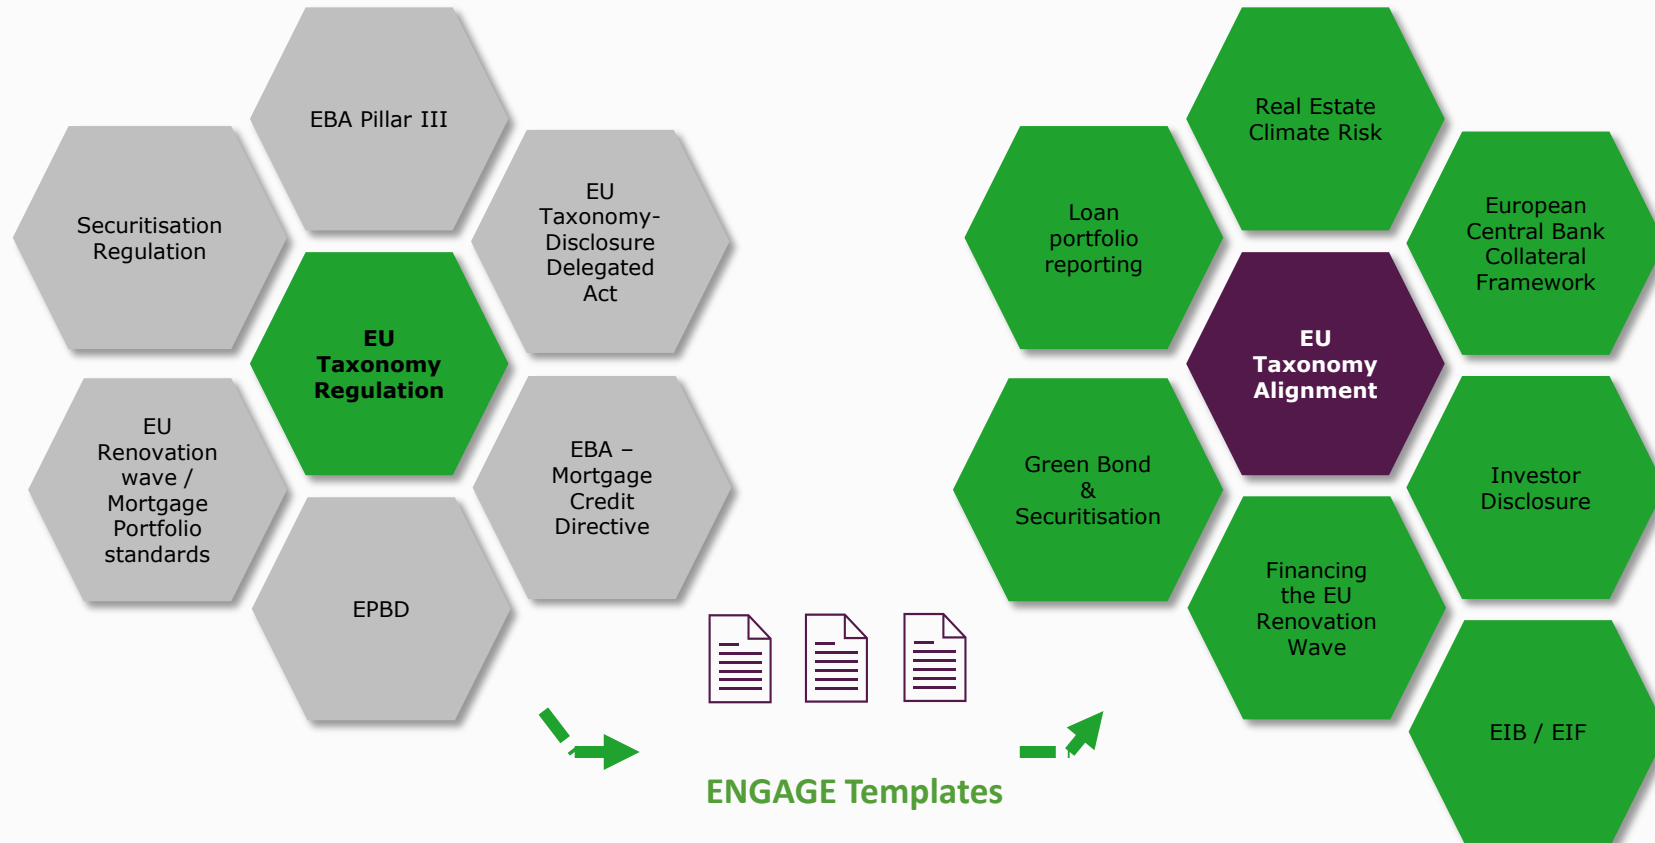 EBA Pillar III
Securitisation
Regulation
EU
Taxonomy-
Disclosure
Delegated
Act
EU
Taxonomy
Regulation
EU
Renovation
wave /
Mortgage
Portfolio
standards
EBA –
Mortgage
Credit
Directive
EPBD
ENGAGE Templates
Real Estate
Climate Risk
Loan
portfolio
reporting
European
Central Bank
Collateral
Framework
EU
Taxonomy
Alignment
Green Bond
&
Securitisation
Investor
Disclosure
Financing
the EU
Renovation
Wave
EIB / EIF